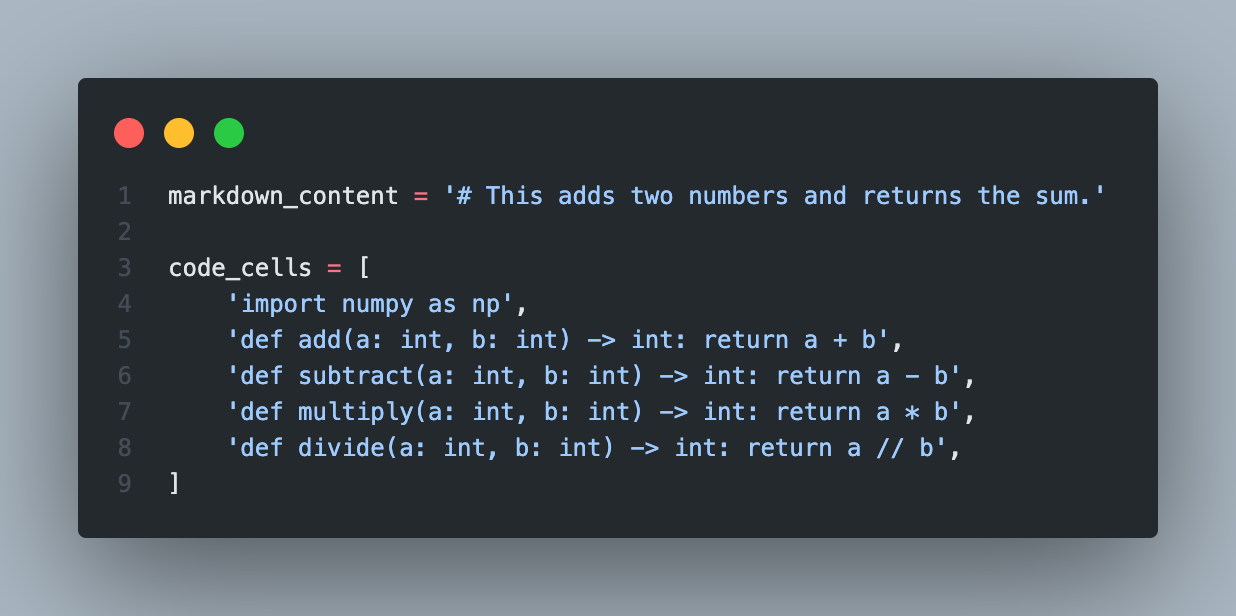 1 markdown_content = '# This adds two numbers and returns the sum.'
2
3 code_cells = [
4     'import numpy as np',
5     'def add(a: int, b: int) -> int: return a + b',
6     'def subtract(a: int, b: int) -> int: return a - b',
7     'def multiply(a: int, b: int) -> int: return a * b',
8     'def divide(a: int, b: int) -> int: return a // b',
9 ]